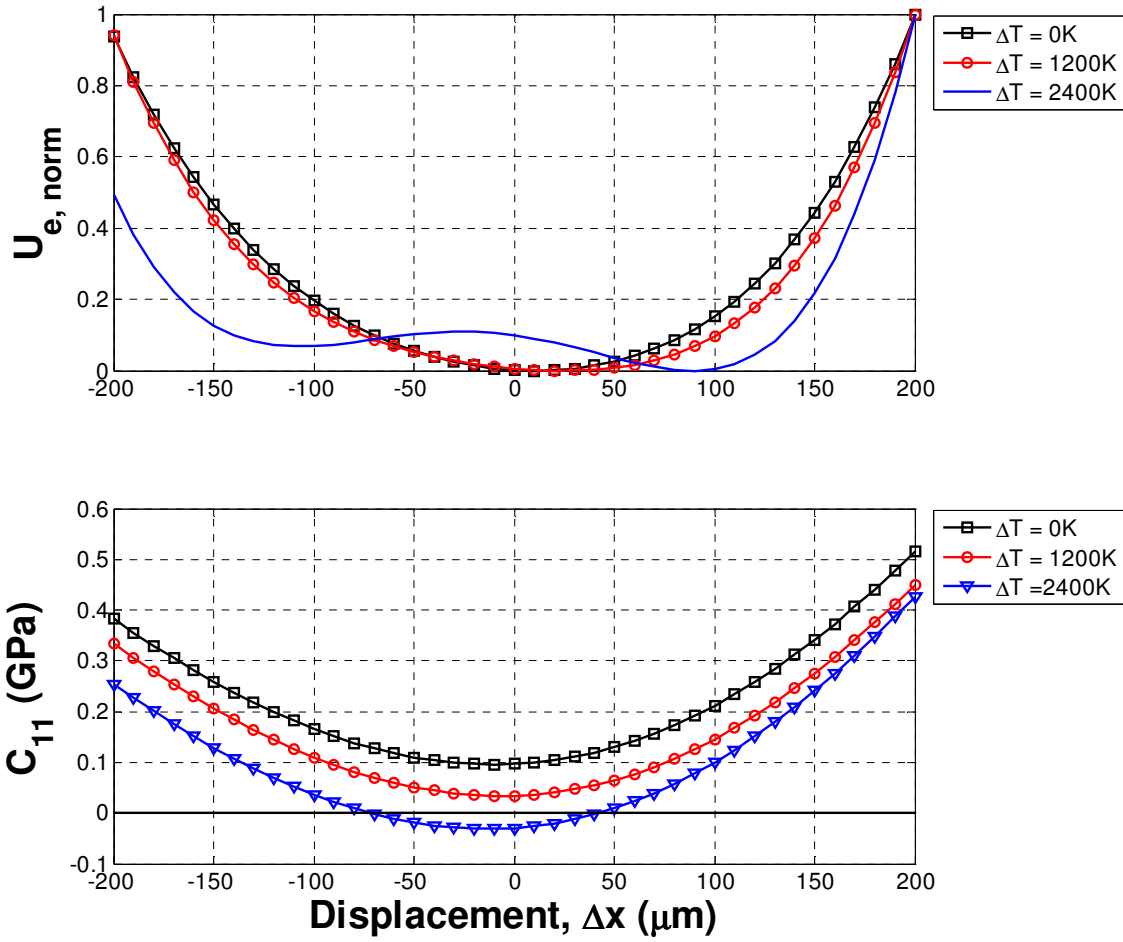 1
0.8
0.6
0.4
0.2
0
U e, norm
-200 -150 -100 -50 0 50 100 150 200
ΔT = 0K
ΔT = 1200K
ΔT = 2400K
0.6
0.5
0.4
0.3
0.2
0.1
0
-0.1
C11 (GPa)
-200 -150 -100 -50 0 50 100 150 200
Displacement, Δx (μm)
ΔT = 0K
ΔT = 1200K
ΔT =2400K